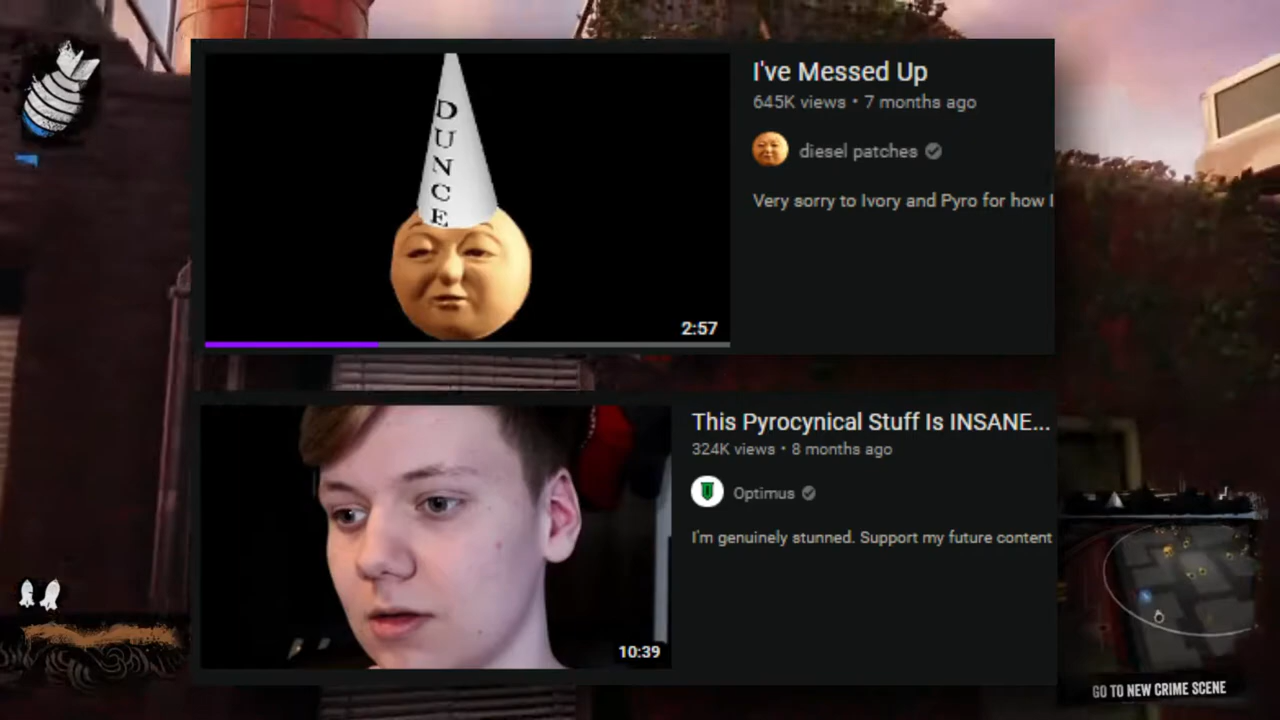 DUNCE
2:57
I've Messed Up
645K views • 7 months ago
diesel patches
Very sorry to Ivory and Pyro for how I
10:39
This Pyrocynical Stuff Is INSANE...
324K views • 8 months ago
Optimus
I'm genuinely stunned. Support my future content
GO TO NEW CRIME SCENE